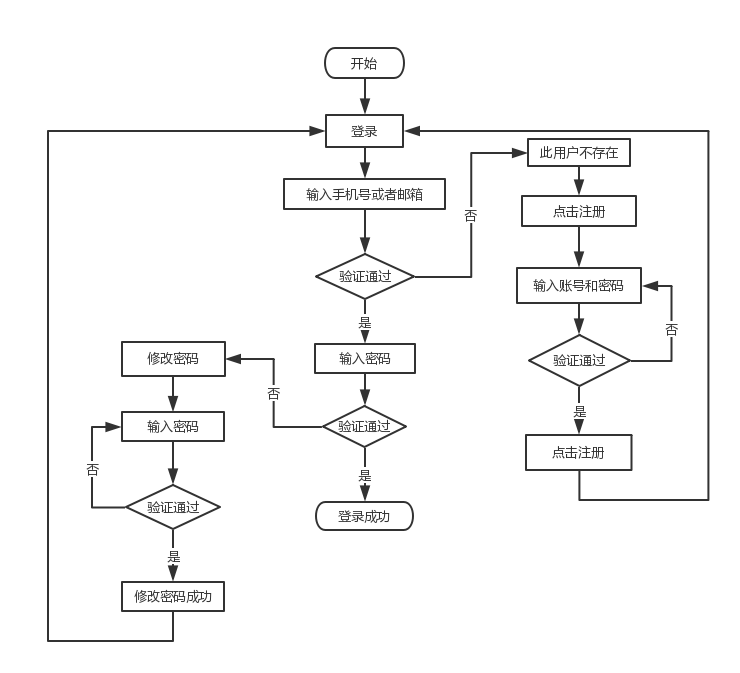 开始
登录
输入手机号或者邮箱
验证通过
是
否
输入密码
验证通过
是
否
登录成功
此用户不存在
点击注册
输入账号和密码
验证通过
否
是
点击注册
修改密码
输入密码
验证通过
否
是
修改密码成功